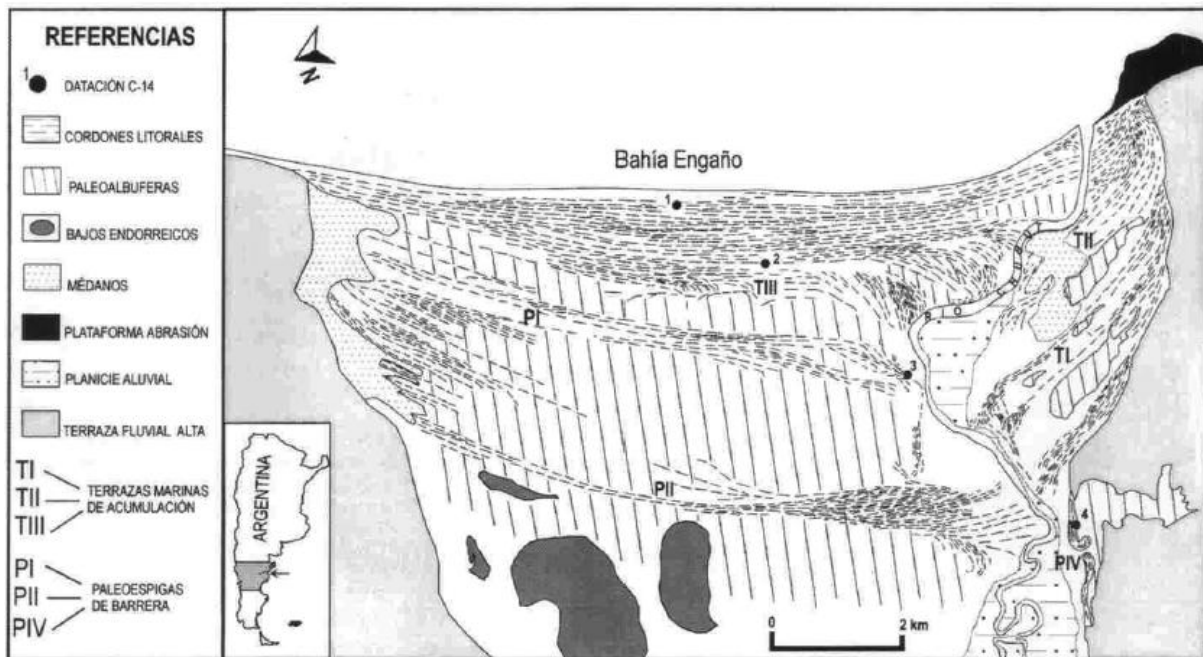 REFERENCIAS
1 DATACIÓN C-14
CORDONES LITORALES
PALEOALBUFERAS
BAJOS ENDORREICOS
MÉDANOS
PLATAFORMA ABRASIÓN
PLANICIE ALUVIAL
TERRAZA FLUVIAL ALTA
TI
TII
TIII
TERRAZAS MARINAS
DE ACUMULACIÓN
PI
PII
PIV
PALEOESPIGAS
DE BARRERA
ARGENTINA
N
Bahía Engaño
1
2
TIII
TII
PI
TI
3
PII
4
PIV
0 2 km